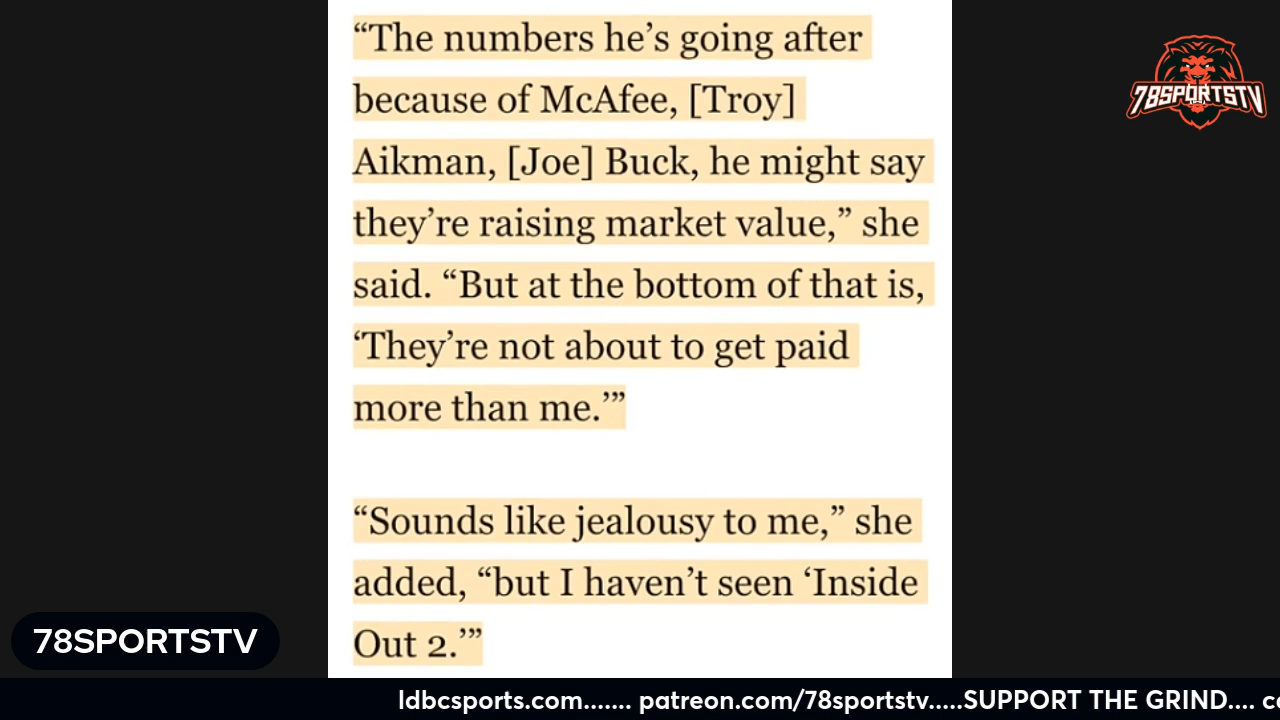 “The numbers he’s going after
because of McAfee, [Troy]
Aikman, [Joe] Buck, he might say
they’re raising market value,” she
said. “But at the bottom of that is,
‘They’re not about to get paid
more than me.’”
“Sounds like jealousy to me,” she
added, “but I haven’t seen ‘Inside
Out 2.’”
78SPORTSTV
78SPORTSTV
ldbcsports.com....... patreon.com/78sportstv.....SUPPORT THE GRIND....